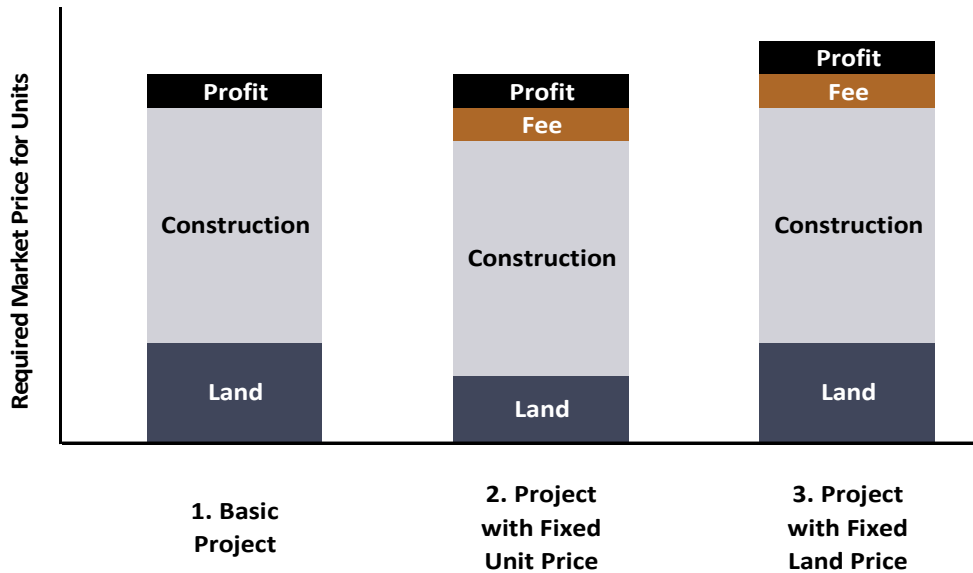 Required Market Price for Units
Profit
Construction
Land
Profit
Fee
Construction
Land
Profit
Fee
Construction
Land
1. Basic
Project
2. Project
with Fixed
Unit Price
3. Project
with Fixed
Land Price